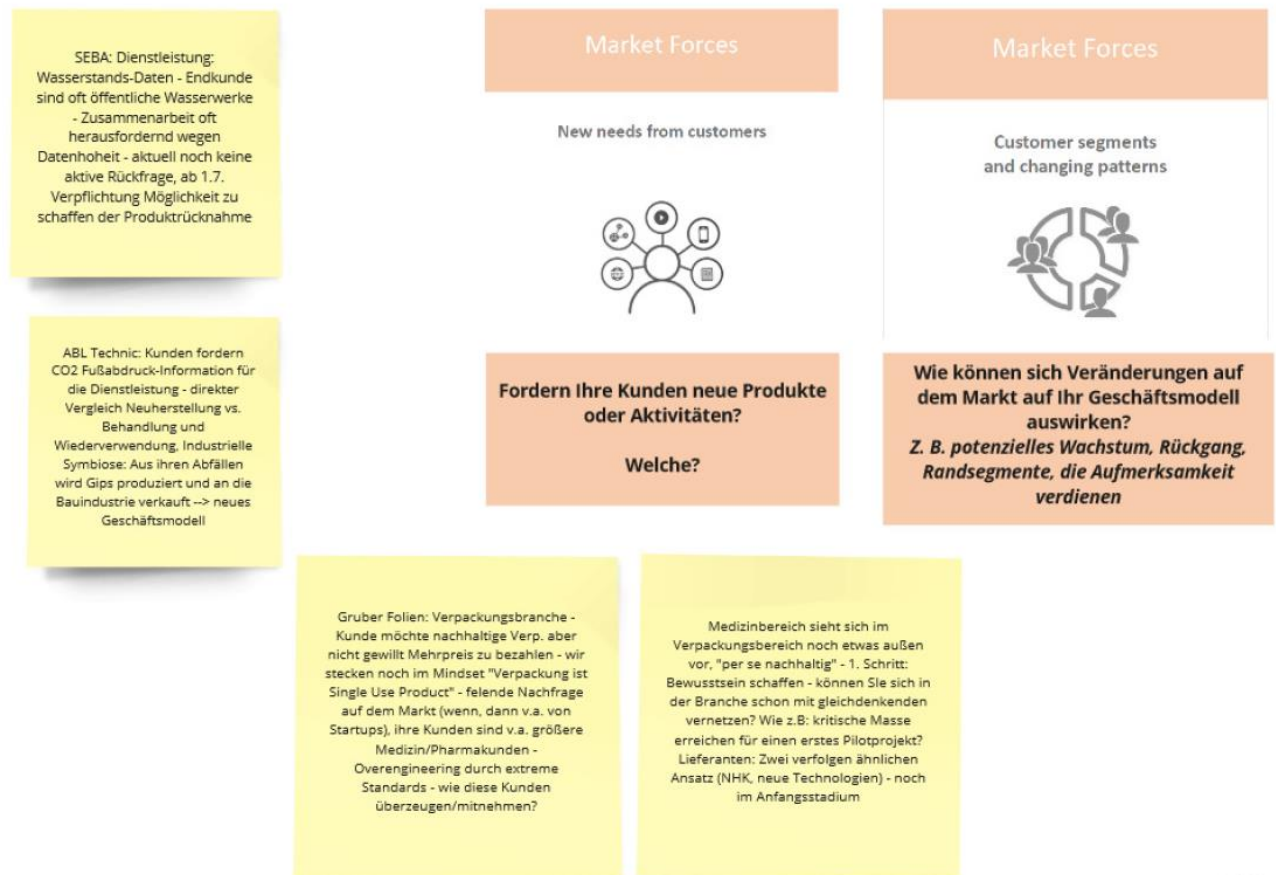 SEBA: Dienstleistung:
Wasserstands-Daten - Endkunde
sind oft öffentliche Wasserwerke
- Zusammenarbeit oft
herausfordernd wegen
Datenhoheit - aktuell noch keine
aktive Rückfrage, ab 1.7.
Verpflichtung Möglichkeit zu
schaffen der Produktrücknahme
ABL Technic: Kunden fordern
CO2 Fußabdruck-Information für
die Dienstleistung - direkter
Vergleich Neuherstellung vs.
Behandlung und
Wiederverwendung, Industrielle
Symbiose: Aus ihren Abfällen
wird Gips produziert und an die
Bauindustrie verkauft --> neues
Geschäftsmodell
Market Forces
New needs from customers
Fordern Ihre Kunden neue Produkte
oder Aktivitäten?
Welche?
Market Forces
Customer segments
and changing patterns
Wie können sich Veränderungen auf
dem Markt auf Ihr Geschäftsmodell
auswirken?
Z. B. potenzielles Wachstum, Rückgang,
Randsegmente, die Aufmerksamkeit
verdienen
Gruber Folien: Verpackungsbranche -
Kunde möchte nachhaltige Verp. aber
nicht gewillt Mehrpreis zu bezahlen - wir
stecken noch im Mindset "Verpackung ist
Single Use Product" - felende Nachfrage
auf dem Markt (wenn, dann v.a. von
Startups), ihre Kunden sind v.a. größere
Medizin/Pharmakunden -
Overengineering durch extreme
Standards - wie diese Kunden
überzeugen/mitnehmen?
Medizinbereich sieht sich im
Verpackungsbereich noch etwas außen
vor, "per se nachhaltig" - 1. Schritt:
Bewusstsein schaffen - können SIe sich in
der Branche schon mit gleichdenkenden
vernetzen? Wie z.B: kritische Masse
erreichen für einen erstes Pilotprojekt?
Lieferanten: Zwei verfolgen ähnlichen
Ansatz (NHK, neue Technologien) - noch
im Anfangsstadium